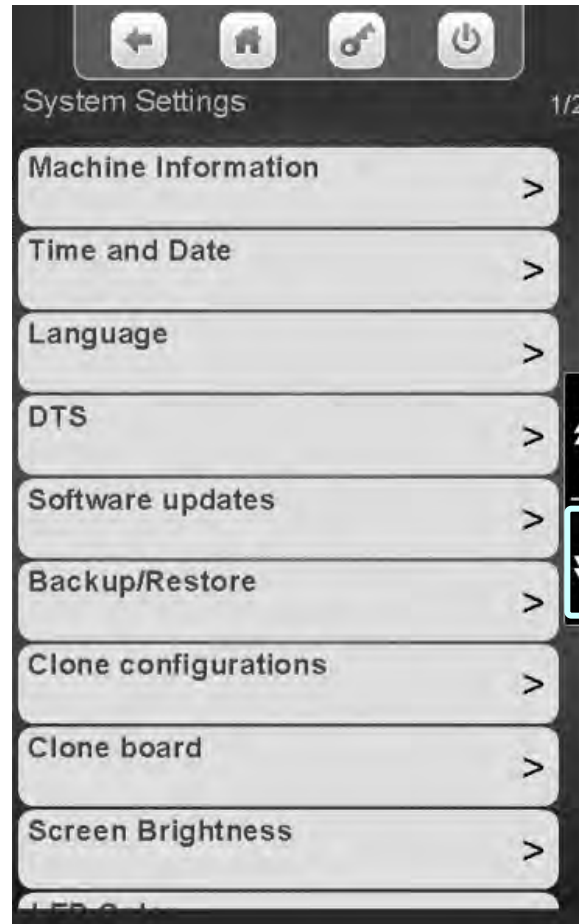 System Settings 1/2
Machine Information >
Time and Date >
Language >
DTS >
Software updates >
Backup/Restore >
Clone configurations >
Clone board >
Screen Brightness >